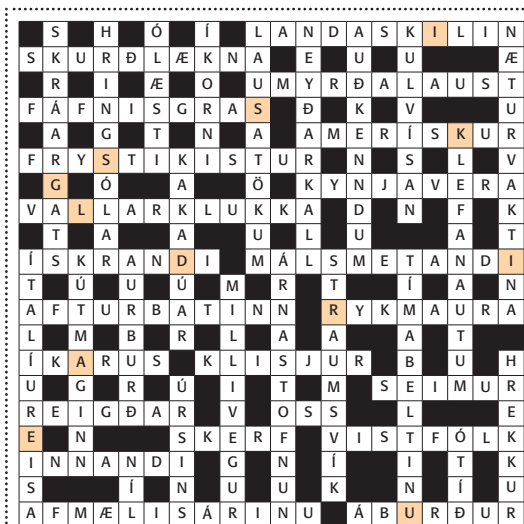 S H Ó Í LANDASKILIN
SKURÐLÆKNA E U U Æ
R I Æ O UMYRÐALAUST
FÁFNISGRAS Ð K V U
A G T N A AMERÍSKUR
FRYSTIKISTUR N S L V
G Ó A Ö KYNJAVERA
VALLARKLUKKA D N F K
T A A U L U A T
ÍSKRANDI MÁLSMETANDI
T Ú U Ú M R T Í A N
AFTURBATINN RYKMAURA
L M B R L A A A T
ÍKARUS KLISJUR B U H
U G R Ú I T M SEIMUR
REIGÐAR V OSS L E
E N SKERF VISTFÓLK
INNANDI G N Í I T K
S Í N U U K N Í U
AFMÆLISÁRINU ÁBURÐUR